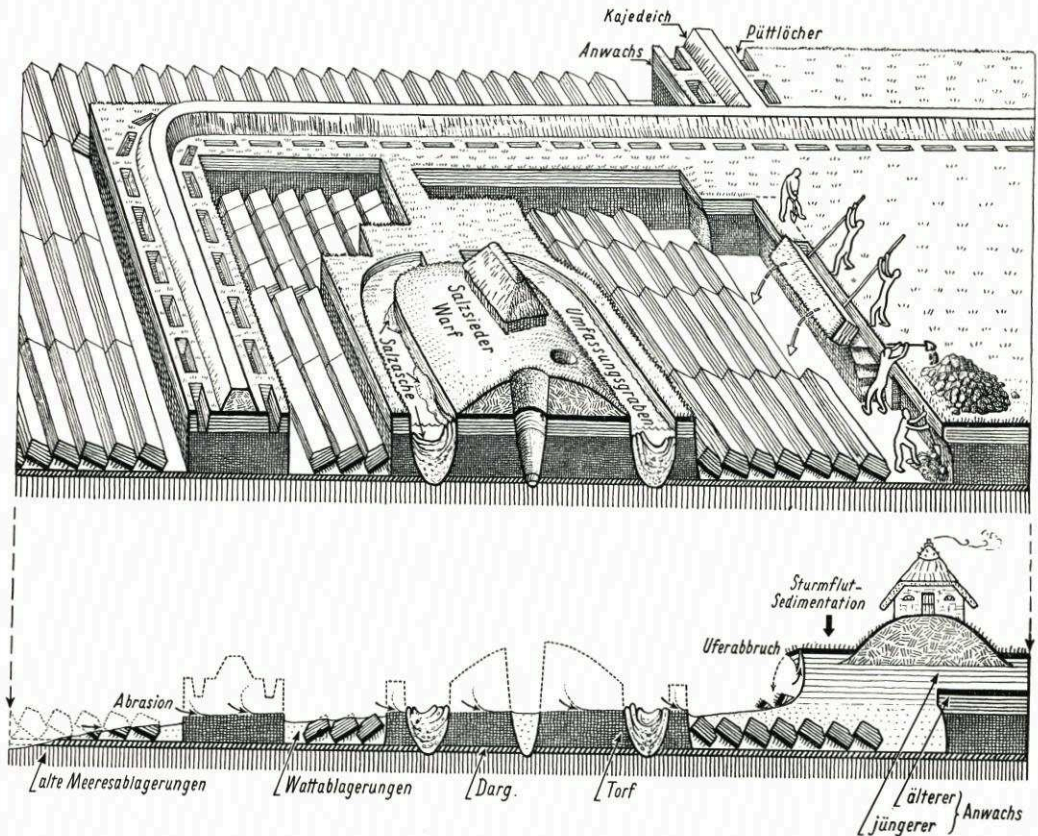 Kajedeich
Anwachs
Püttlöcher
Salzsieder
Warf
Salzasche
Umfassungsgraben
Sturmflut-
Sedimentation
Uferabbruch
Abrasion
alte Meeresablagerungen
Wattablagerungen
Darg.
Torf
älterer
jüngerer
Anwachs